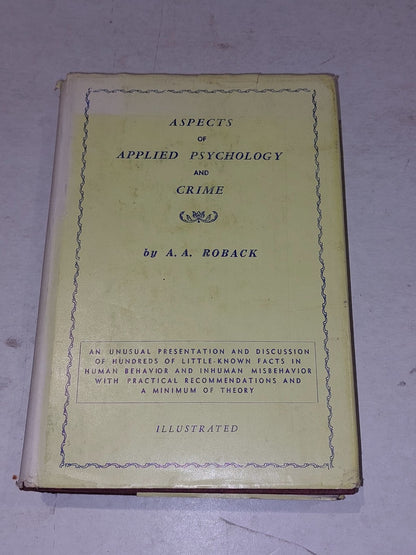 ASPECTS
OF
APPLIED PSYCHOLOGY
AND
CRIME
by A. A. ROBACK
AN UNUSUAL PRESENTATION AND DISCUSSION
OF HUNDREDS OF LITTLE-KNOWN FACTS IN
HUMAN BEHAVIOR AND INHUMAN MISBEHAVIOR
WITH PRACTICAL RECOMMENDATIONS AND
A MINIMUM OF THEORY
ILLUSTRATED